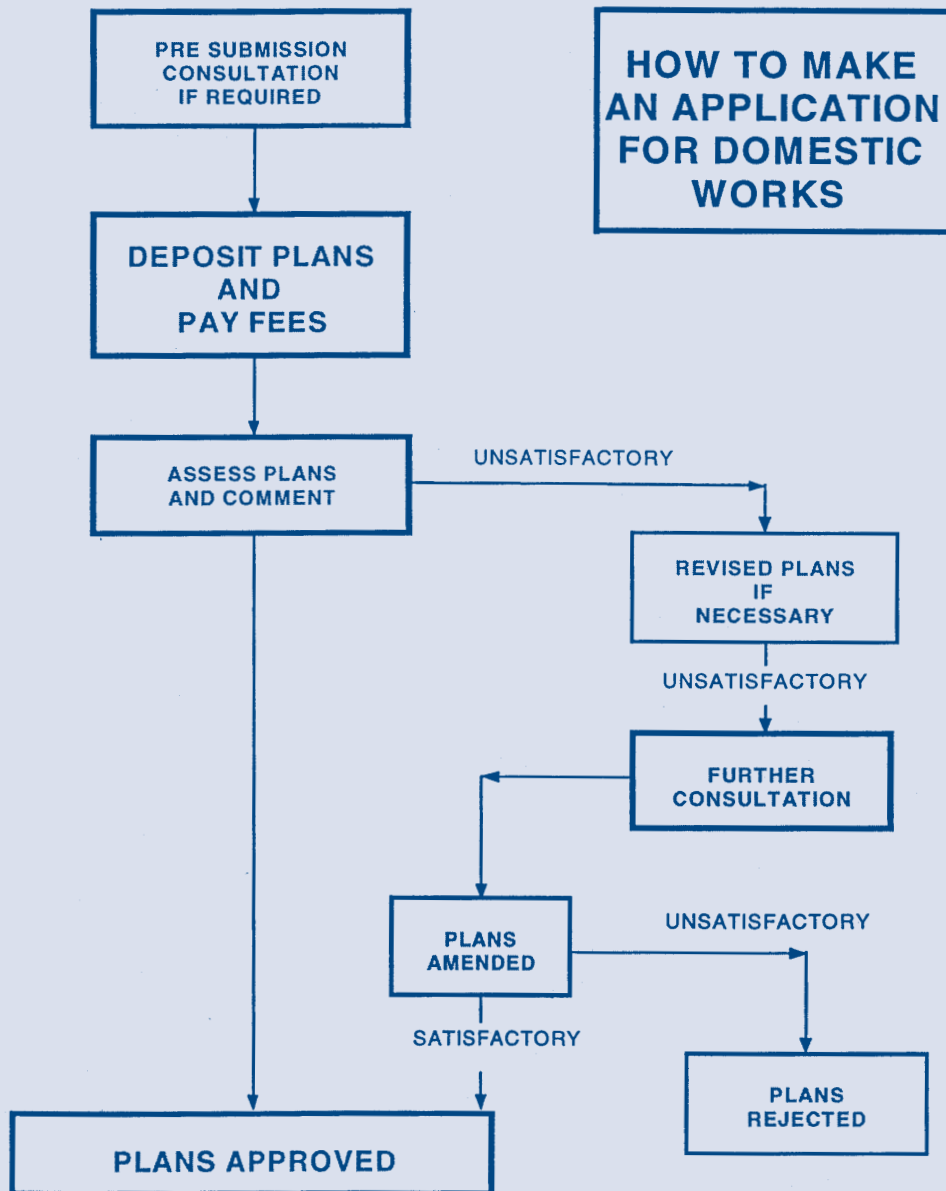 PRE SUBMISSION
CONSULTATION
IF REQUIRED
HOW TO MAKE
AN APPLICATION
FOR DOMESTIC
WORKS
DEPOSIT PLANS
AND
PAY FEES
ASSESS PLANS
AND COMMENT
UNSATISFACTORY
REVISED PLANS
IF
NECESSARY
UNSATISFACTORY
FURTHER
CONSULTATION
PLANS
AMENDED
UNSATISFACTORY
SATISFACTORY
PLANS
REJECTED
PLANS APPROVED